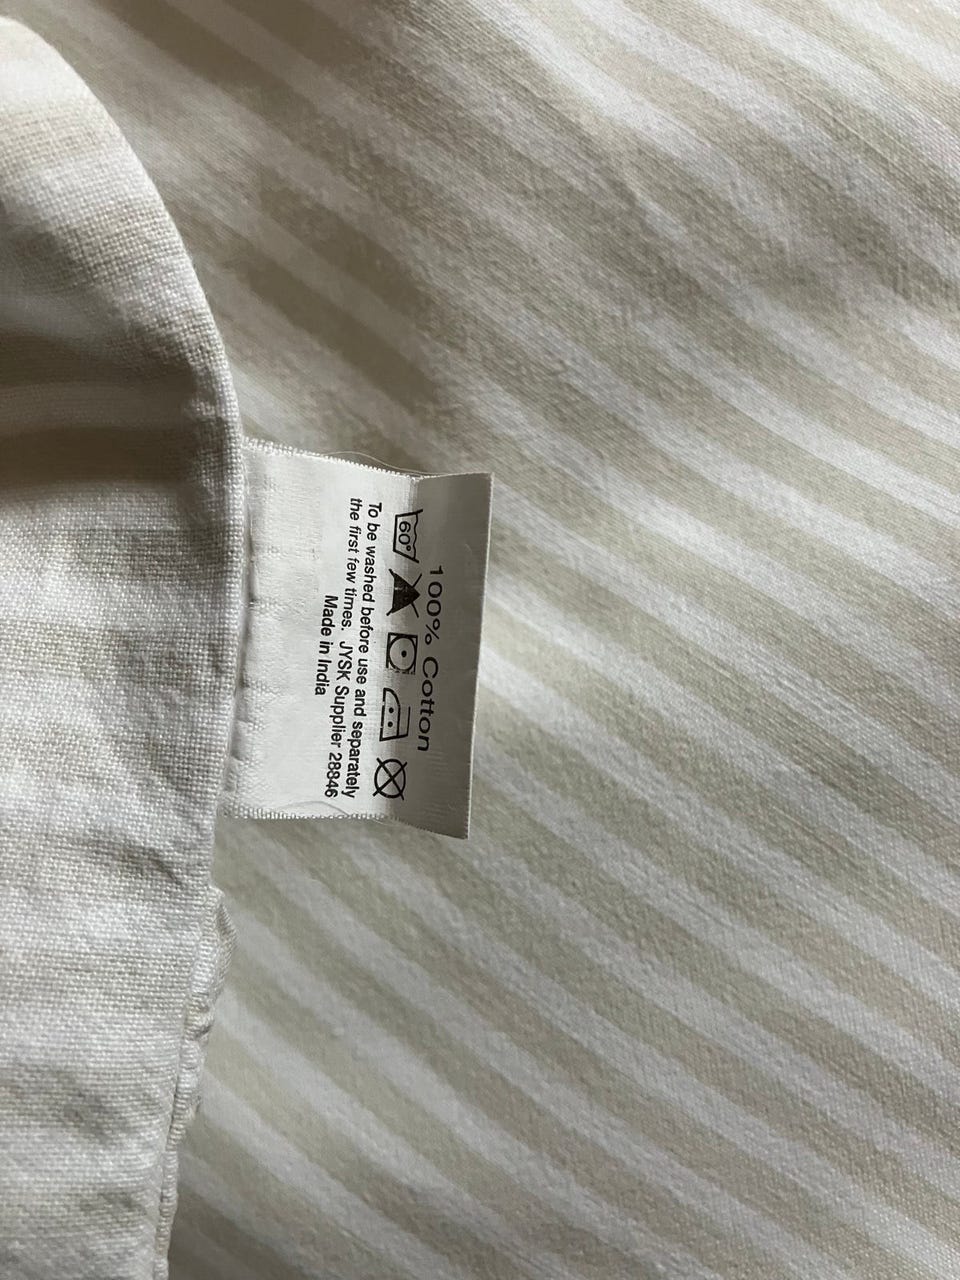 100% Cotton
60°
To be washed before use and separately
the first few times. JYSK Supplier 28846
Made in India